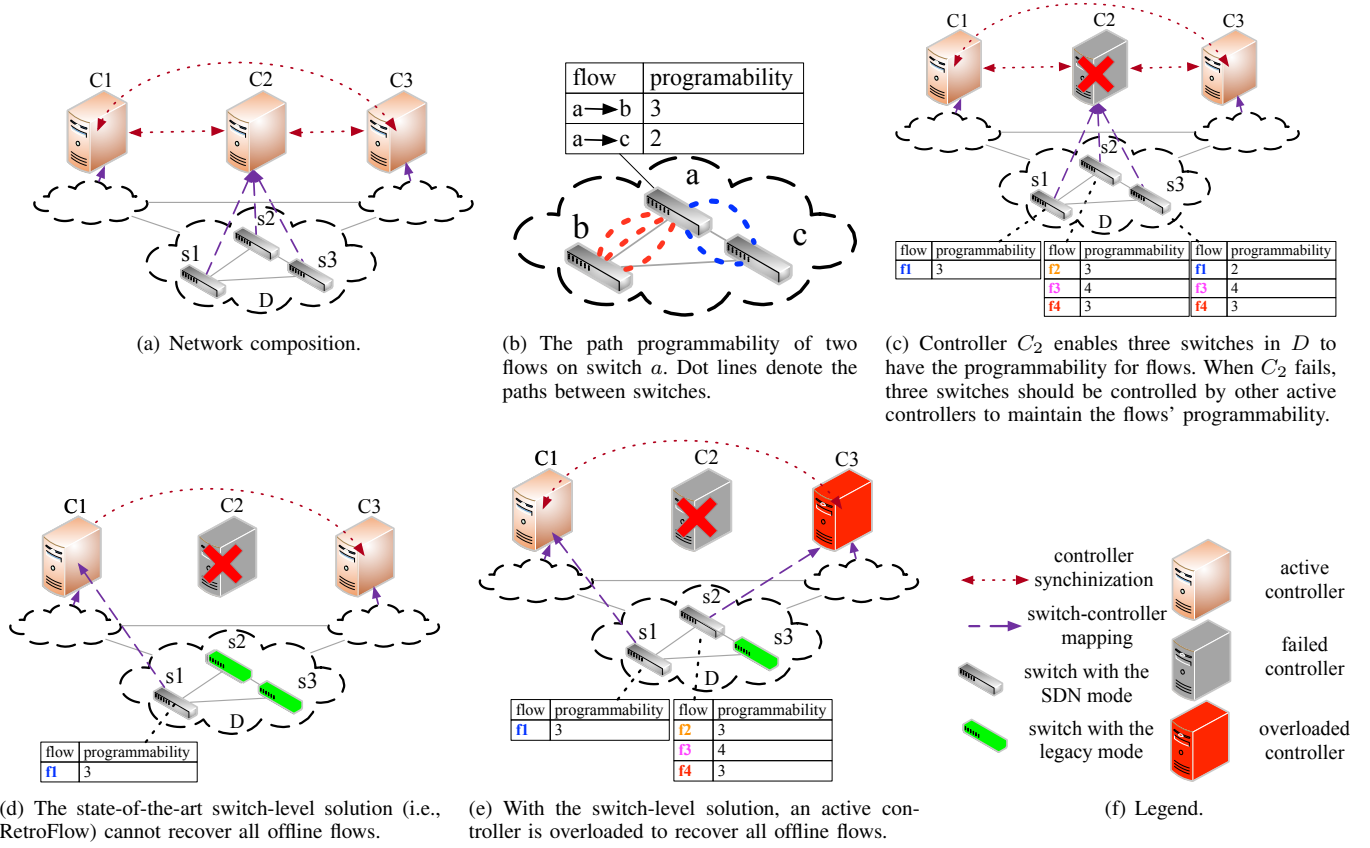 C1
C2
C3
s1
s2
s3
D
(a) Network composition.
flow programability
a b 3
a c 2
a
b
c
(b) The path programmability of two
flows on switch a. Dot lines denote the
paths between switches.
C1
C2
C3
s1
s2
s3
D
flow programmability
f1 3
flow programmability
f2 3
f3 4
f4 3
flow programmability
f1 2
f3 4
f4 3
(c) Controller C2 enables three switches in D to
have the programmability for flows. When C2 fails,
three switches should be controlled by other active
controllers to maintain the flows' programmability.
C1
C2
C3
s1
s2
s3
D
flow programmability
f1 3
(d) The state-of-the-art switch-level solution (i.e.,
RetroFlow) cannot recover all offline flows.
C1
C2
C3
s1
s2
s3
D
flow programmability
f1 3
flow programmability
f2 3
f3 4
f4 3
(e) With the switch-level solution, an active con-
troller is overloaded to recover all offline flows.
controller
synchinization
switch-controller
mapping
switch with the
SDN mode
switch with the
legacy mode
active
controller
failed
controller
overloaded
controller
(f) Legend.